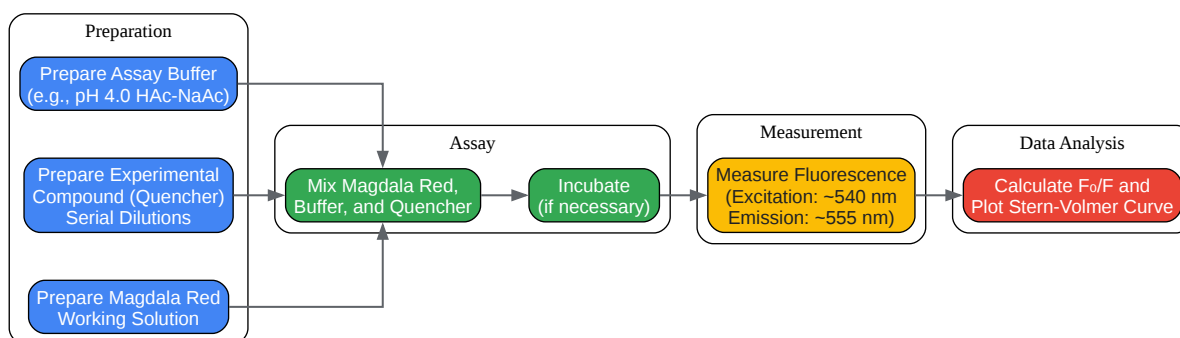 Preparation
Prepare Assay Buffer
(e.g., pH 4.0 HAc-NaAc)
Prepare Experimental
Compound (Quencher)
Serial Dilutions
Prepare Magdala Red
Working Solution
Assay
Mix Magdala Red,
Buffer, and Quencher
Incubate
(if necessary)
Measurement
Measure Fluorescence
(Excitation: ~540 nm
Emission: ~555 nm)
Data Analysis
Calculate F₀/F and
Plot Stern-Volmer Curve